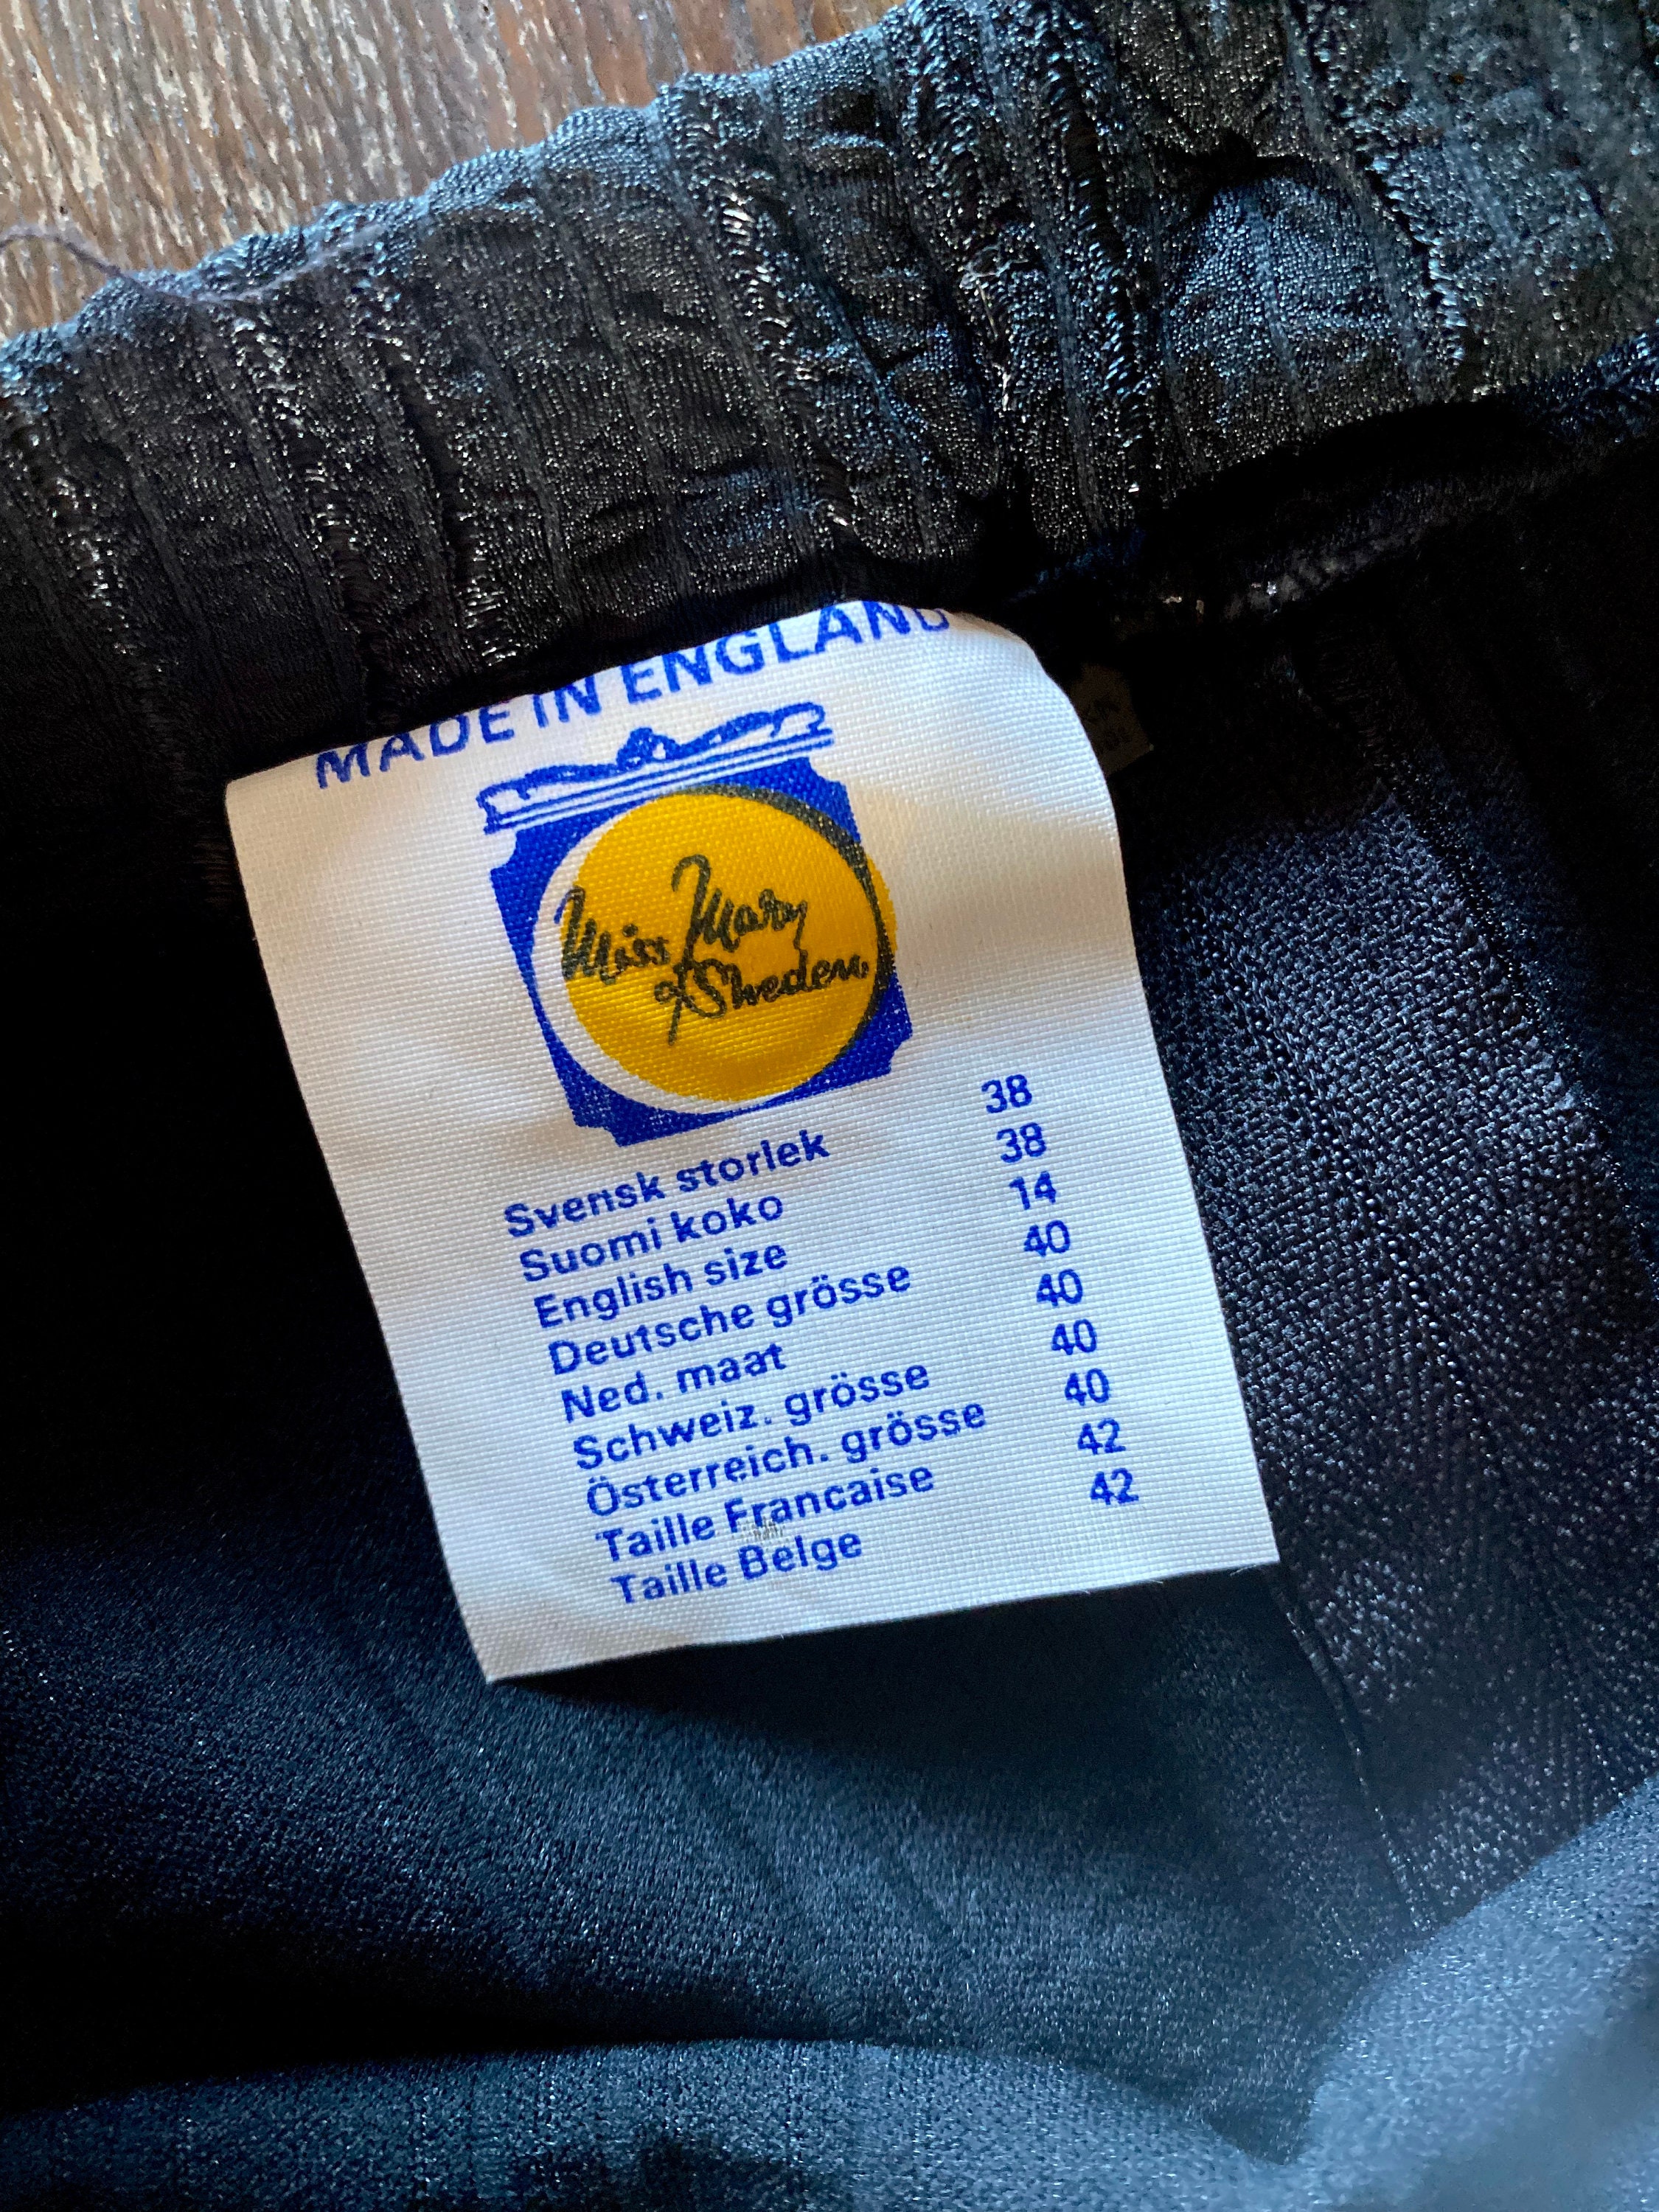 MADE IN ENGLAND
Miss Mary
of Sweden
Svensk storlek 38
Suomi koko 38
English size 14
Deutsche grösse 40
Ned. maat 40
Schweiz. grösse 40
Österreich. grösse 40
Taille Francaise 42
Taille Belge 42